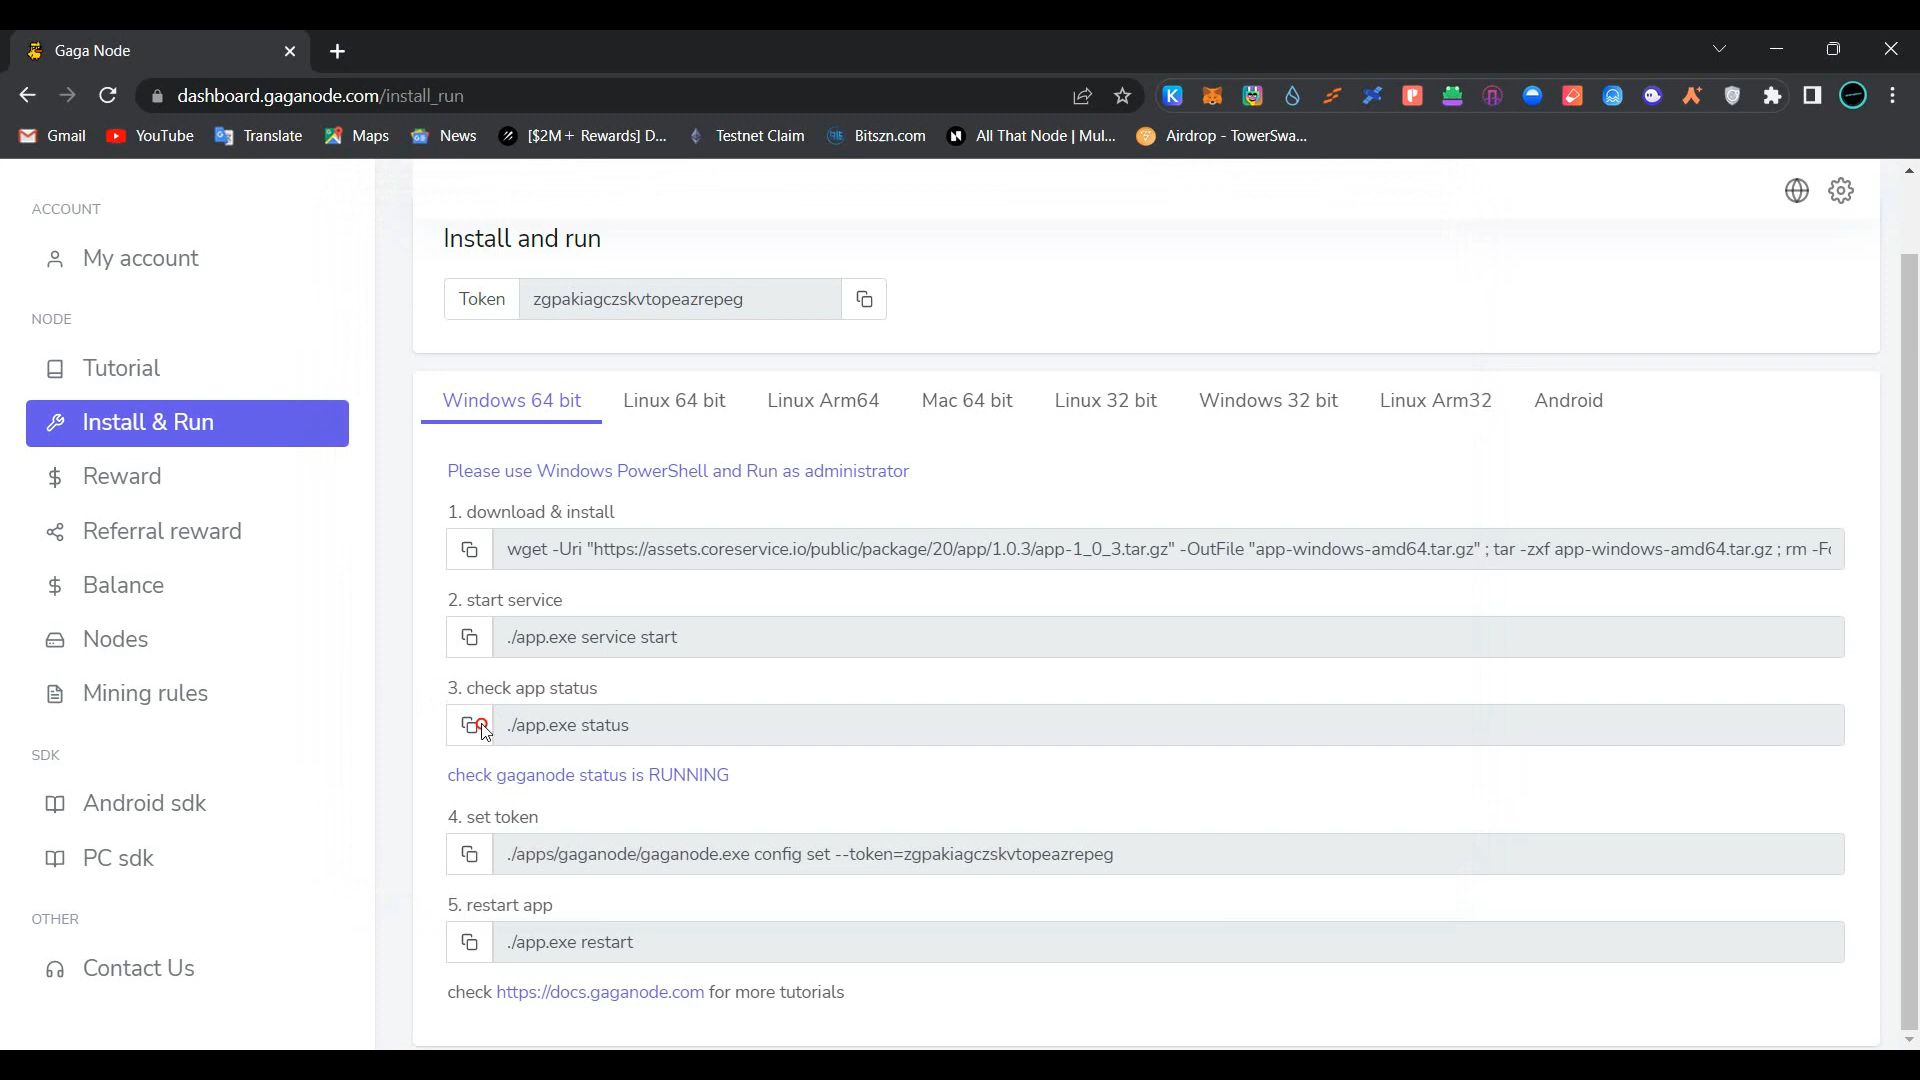 Gaga Node
dashboard.gaganode.com/install_run
Gmail YouTube Translate Maps News [$2M+ Rewards] D... Testnet Claim Bitszn.com All That Node | Mul... Airdrop - TowerSwa...
ACCOUNT
My account
NODE
Tutorial
Install & Run
Reward
Referral reward
Balance
Nodes
Mining rules
SDK
Android sdk
PC sdk
OTHER
Contact Us
Install and run
Token zgpakiagczskvtopeazrepeg
Windows 64 bit Linux 64 bit Linux Arm64 Mac 64 bit Linux 32 bit Windows 32 bit Linux Arm32 Android
Please use Windows PowerShell and Run as administrator
1. download & install
wget -Uri "https://assets.coreservice.io/public/package/20/app/1.0.3/app-1_0_3.tar.gz" -OutFile "app-windows-amd64.tar.gz" ; tar -zxf app-windows-amd64.tar.gz ; rm -Fo
2. start service
./app.exe service start
3. check app status
./app.exe status
check gaganode status is RUNNING
4. set token
./apps/gaganode/gaganode.exe config set --token=zgpakiagczskvtopeazrepeg
5. restart app
./app.exe restart
check https://docs.gaganode.com for more tutorials